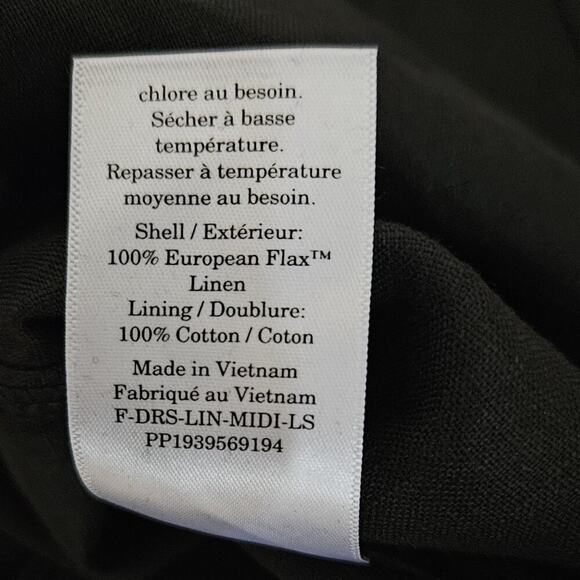 chlore au besoin.
Sécher à basse
température.
Repasser à température
moyenne au besoin.
Shell / Extérieur:
100% European Flax™
Linen
Lining / Doublure:
100% Cotton / Coton
Made in Vietnam
Fabriqué au Vietnam
F-DRS-LIN-MIDI-LS
PP1939569194